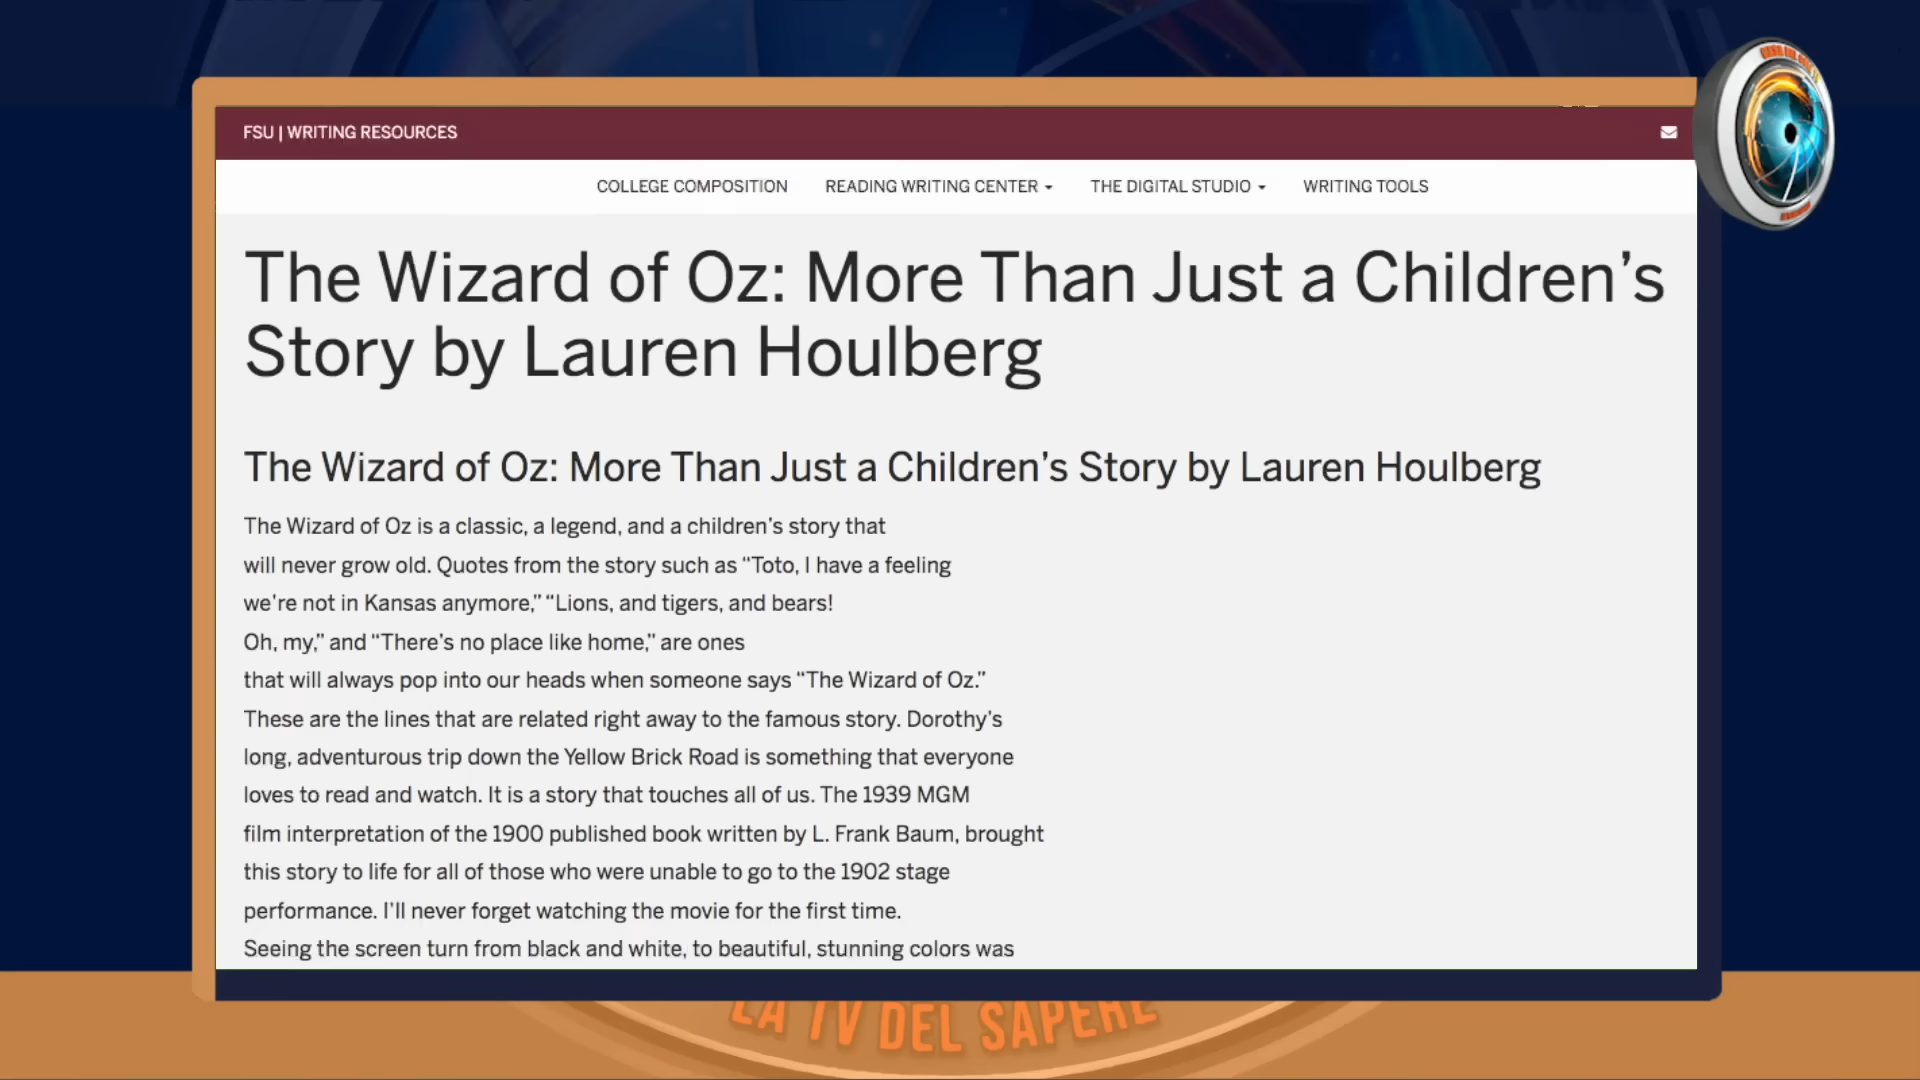 FSU | WRITING RESOURCES
COLLEGE COMPOSITION READING WRITING CENTER THE DIGITAL STUDIO WRITING TOOLS
The Wizard of Oz: More Than Just a Children’s
Story by Lauren Houlberg
The Wizard of Oz: More Than Just a Children’s Story by Lauren Houlberg
The Wizard of Oz is a classic, a legend, and a children’s story that
will never grow old. Quotes from the story such as “Toto, I have a feeling
we’re not in Kansas anymore,” “Lions, and tigers, and bears!
Oh, my,” and “There’s no place like home,” are ones
that will always pop into our heads when someone says “The Wizard of Oz.”
These are the lines that are related right away to the famous story. Dorothy’s
long, adventurous trip down the Yellow Brick Road is something that everyone
loves to read and watch. It is a story that touches all of us. The 1939 MGM
film interpretation of the 1900 published book written by L. Frank Baum, brought
this story to life for all of those who were unable to go to the 1902 stage
performance. I’ll never forget watching the movie for the first time.
Seeing the screen turn from black and white, to beautiful, stunning colors was
LA TV DEL SAPERE